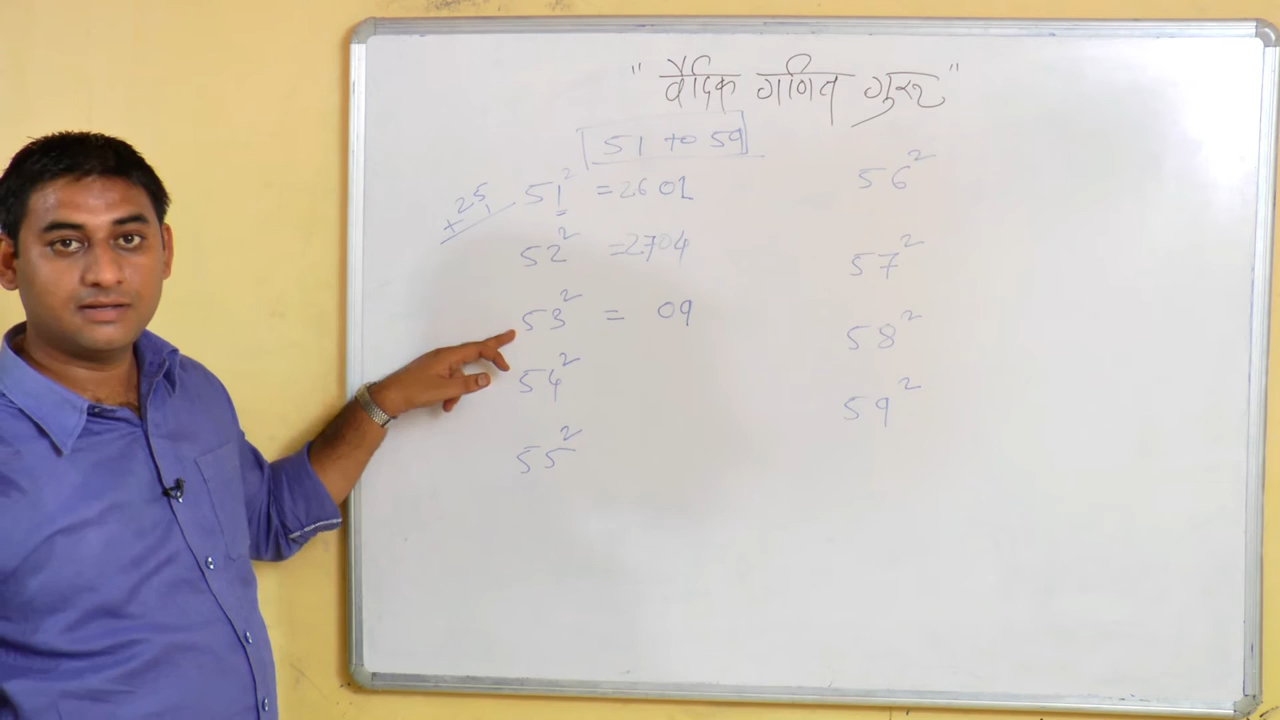 " वैदिक गणित गुरु "
51 to 59
+25 51² = 2601
52² = 2704
53² = 09
54²
55²
56²
57²
58²
59²